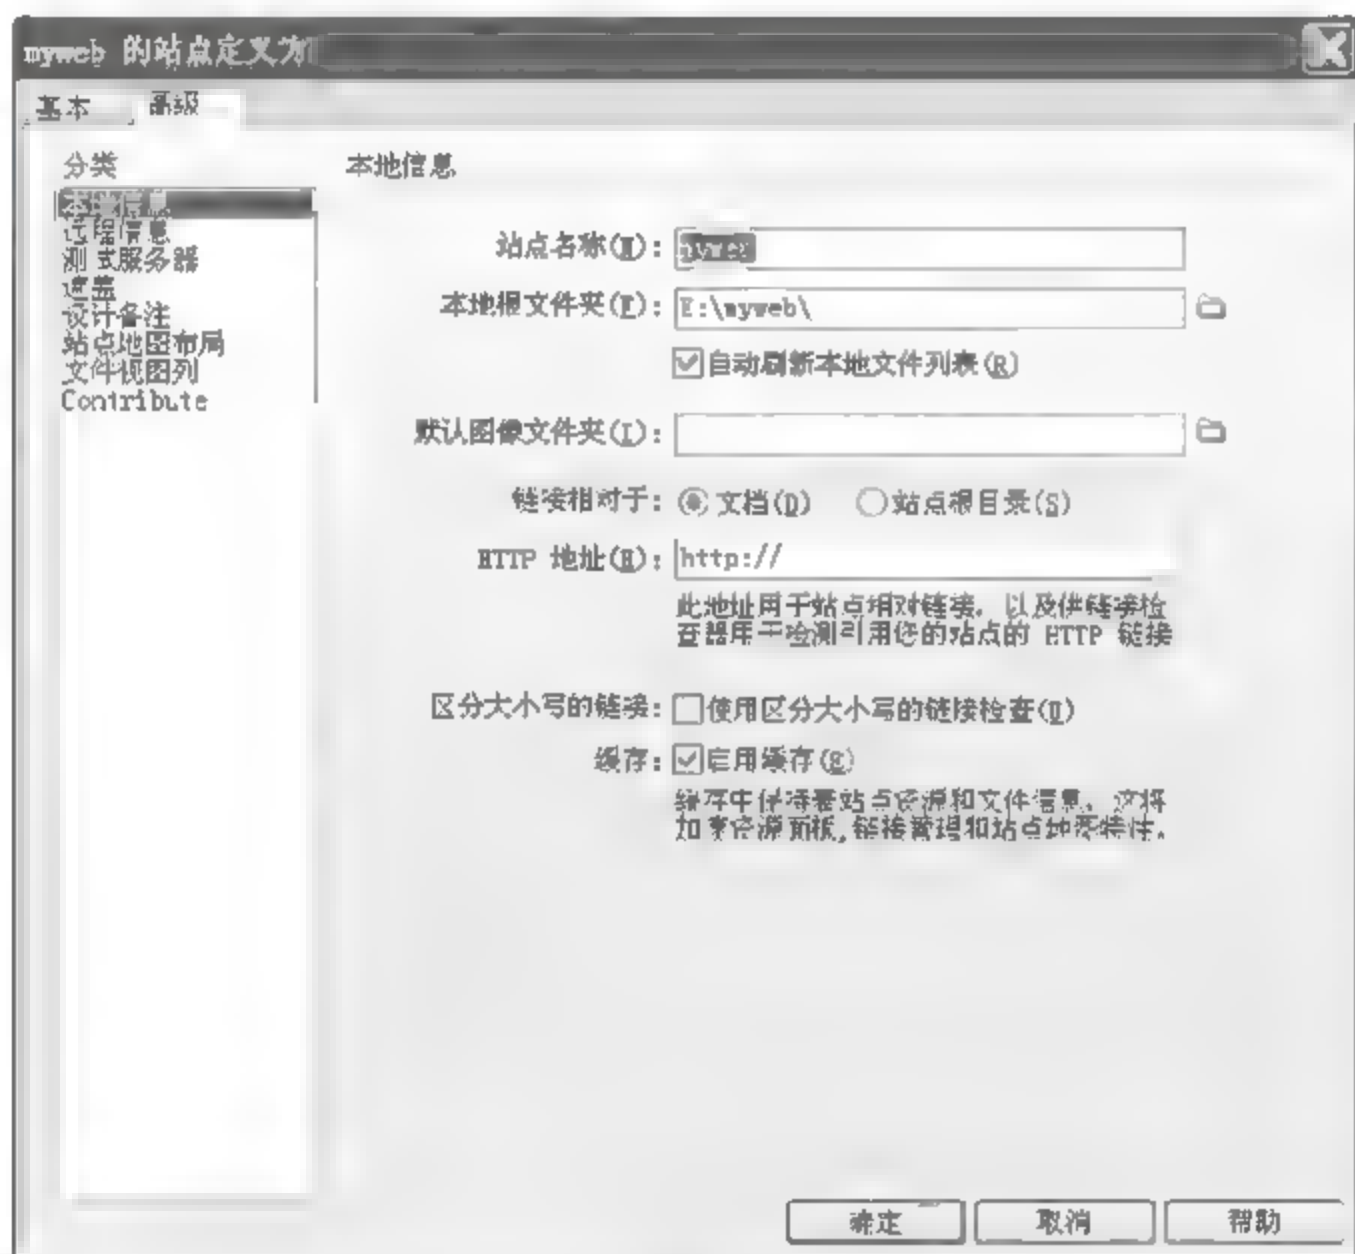 myweb 的站点定义为
基本 高级
分类
本地信息
远程信息
测试服务器
遮盖
设计备注
站点地图布局
文件视图列
Contribute
本地信息
站点名称(N): myweb
本地根文件夹(F): E:\myweb\
自动刷新本地文件列表(R)
默认图像文件夹(I):
链接相对于: 文档(D) 站点根目录(S)
HTTP 地址(H): http://
此地址用于站点相对链接，以及供链接检
查器用于检测引用您的站点的 HTTP 链接
区分大小写的链接: 使用区分大小写的链接检查(U)
缓存: 启用缓存(E)
缓存中保持着站点资源和文件信息，这将
加速资源面板,链接管理和站点地图特性。
确定 取消 帮助